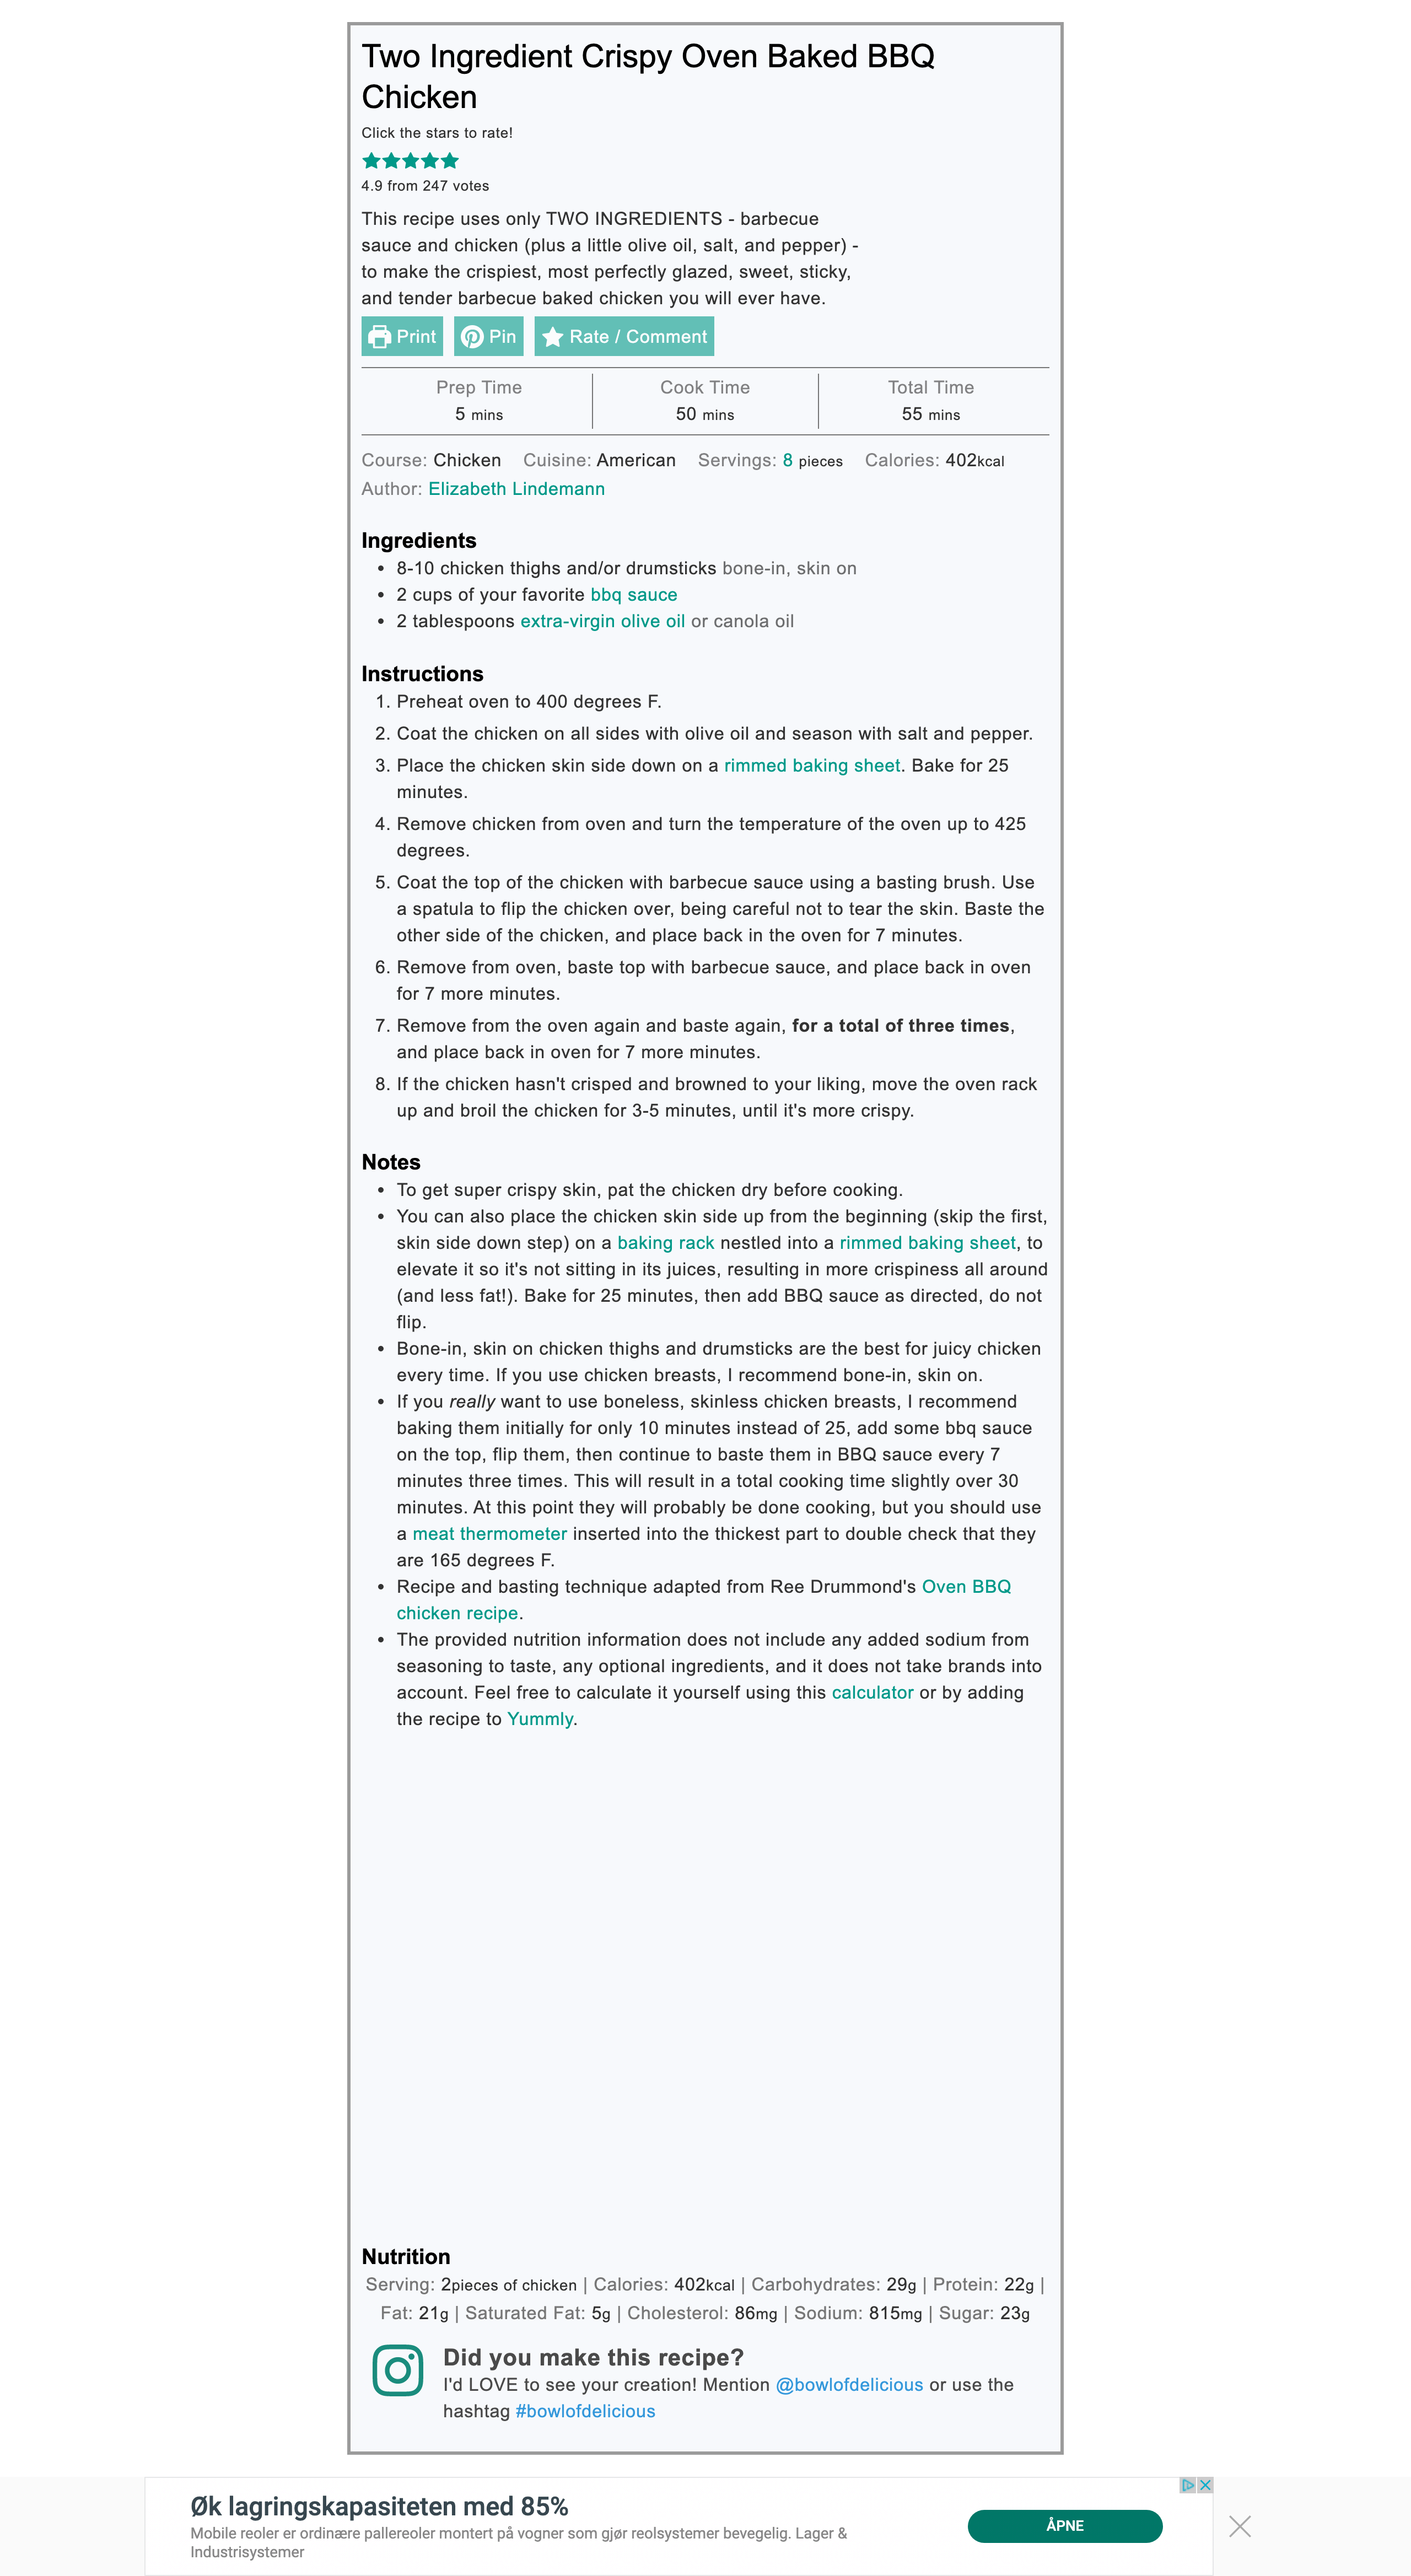 Two Ingredient Crispy Oven Baked BBQ
Chicken
Click the stars to rate!
4.9 from 247 votes
This recipe uses only TWO INGREDIENTS - barbecue
sauce and chicken (plus a little olive oil, salt, and pepper) -
to make the crispiest, most perfectly glazed, sweet, sticky,
and tender barbecue baked chicken you will ever have.
Print Pin Rate / Comment
Prep Time Cook Time Total Time
5 mins 50 mins 55 mins
Course: Chicken Cuisine: American Servings: 8 pieces Calories: 402kcal
Author: Elizabeth Lindemann
Ingredients
• 8-10 chicken thighs and/or drumsticks bone-in, skin on
• 2 cups of your favorite bbq sauce
• 2 tablespoons extra-virgin olive oil or canola oil
Instructions
1. Preheat oven to 400 degrees F.
2. Coat the chicken on all sides with olive oil and season with salt and pepper.
3. Place the chicken skin side down on a rimmed baking sheet. Bake for 25
minutes.
4. Remove chicken from oven and turn the temperature of the oven up to 425
degrees.
5. Coat the top of the chicken with barbecue sauce using a basting brush. Use
a spatula to flip the chicken over, being careful not to tear the skin. Baste the
other side of the chicken, and place back in the oven for 7 minutes.
6. Remove from oven, baste top with barbecue sauce, and place back in oven
for 7 more minutes.
7. Remove from the oven again and baste again, for a total of three times,
and place back in oven for 7 more minutes.
8. If the chicken hasn't crisped and browned to your liking, move the oven rack
up and broil the chicken for 3-5 minutes, until it's more crispy.
Notes
• To get super crispy skin, pat the chicken dry before cooking.
• You can also place the chicken skin side up from the beginning (skip the first,
skin side down step) on a baking rack nestled into a rimmed baking sheet, to
elevate it so it's not sitting in its juices, resulting in more crispiness all around
(and less fat!). Bake for 25 minutes, then add BBQ sauce as directed, do not
flip.
• Bone-in, skin on chicken thighs and drumsticks are the best for juicy chicken
every time. If you use chicken breasts, I recommend bone-in, skin on.
• If you really want to use boneless, skinless chicken breasts, I recommend
baking them initially for only 10 minutes instead of 25, add some bbq sauce
on the top, flip them, then continue to baste them in BBQ sauce every 7
minutes three times. This will result in a total cooking time slightly over 30
minutes. At this point they will probably be done cooking, but you should use
a meat thermometer inserted into the thickest part to double check that they
are 165 degrees F.
• Recipe and basting technique adapted from Ree Drummond's Oven BBQ
chicken recipe.
• The provided nutrition information does not include any added sodium from
seasoning to taste, any optional ingredients, and it does not take brands into
account. Feel free to calculate it yourself using this calculator or by adding
the recipe to Yummly.
Nutrition
Serving: 2pieces of chicken | Calories: 402kcal | Carbohydrates: 29g | Protein: 22g |
Fat: 21g | Saturated Fat: 5g | Cholesterol: 86mg | Sodium: 815mg | Sugar: 23g
Did you make this recipe?
I'd LOVE to see your creation! Mention @bowlofdelicious or use the
hashtag #bowlofdelicious
Øk lagringskapasiteten med 85%
Mobile reoler er ordinære pallereoler montert på vogner som gjør reolsystemer bevegelig. Lager &
Industrisystemer
ÅPNE